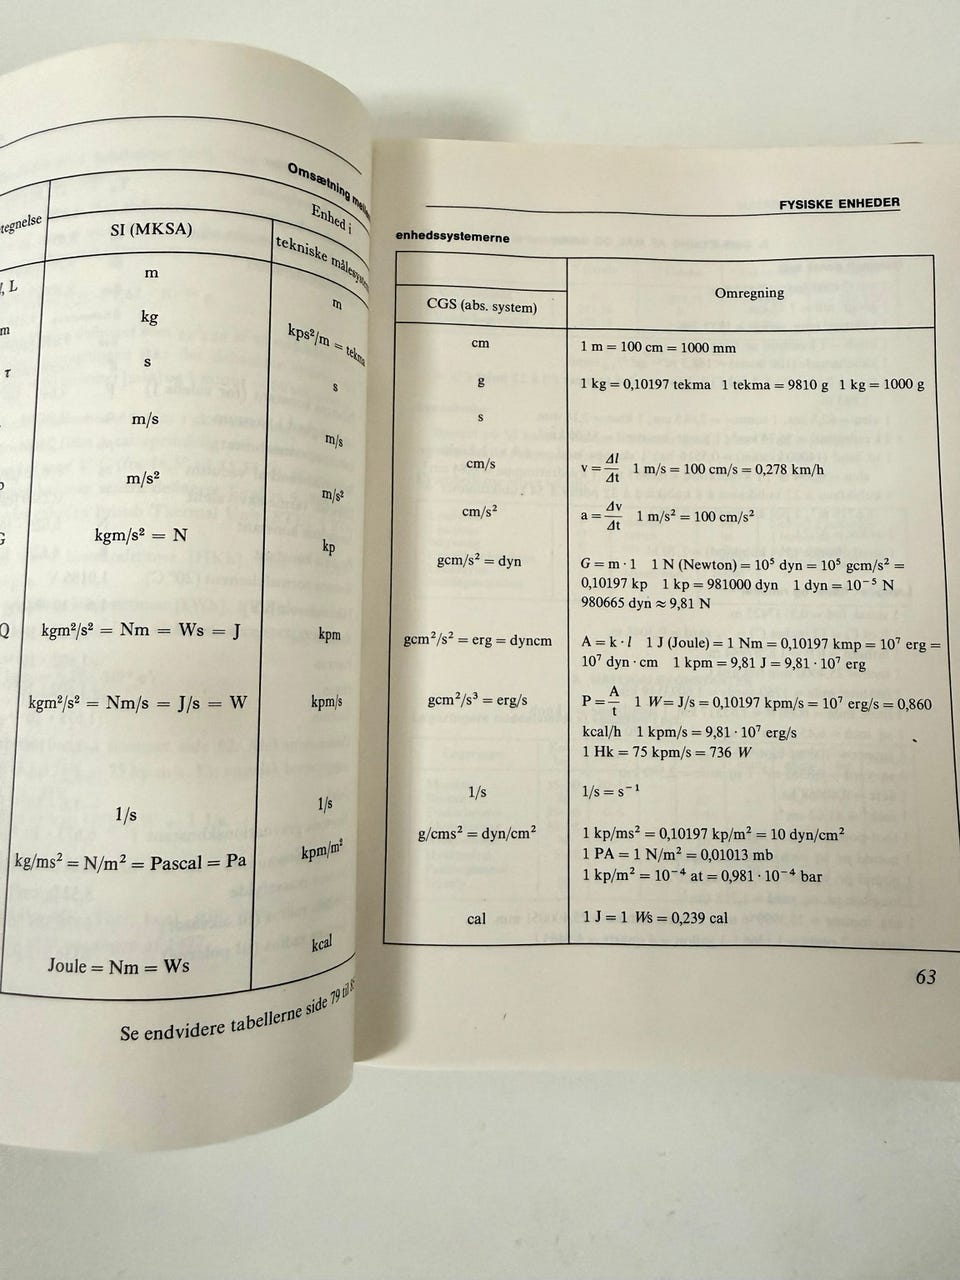 Omsætning
Enhed i
tegnelse
SI (MKSA)
tekniske
, L
m
m
m
kg
kps²/m = tekma
τ
s
s
m/s
m/s
m/s²
m/s²
G
kgm/s² = N
kp
Q
kgm²/s² = Nm = Ws = J
kpm
kgm²/s² = Nm/s = J/s = W
kpm/s
1/s
1/s
kg/ms² = N/m² = Pascal = Pa
kpm/m²
Joule = Nm = Ws
kcal
Se endvidere tabellerne side 79 til
FYSISKE ENHEDER
enhedssystemerne
CGS (abs. system)
Omregning
cm
1 m = 100 cm = 1000 mm
g
1 kg = 0,10197 tekma 1 tekma = 9810 g 1 kg = 1000 g
s
cm/s
v = Δl/Δt 1 m/s = 100 cm/s = 0,278 km/h
cm/s²
a = Δv/Δt 1 m/s² = 100 cm/s²
gcm/s² = dyn
G = m · 1 1 N (Newton) = 10⁵ dyn = 10⁵ gcm/s² =
0,10197 kp 1 kp = 981000 dyn 1 dyn = 10⁻⁵ N
980665 dyn ≈ 9,81 N
gcm²/s² = erg = dyncm
A = k · l 1 J (Joule) = 1 Nm = 0,10197 kmp = 10⁷ erg =
10⁷ dyn · cm 1 kpm = 9,81 J = 9,81 · 10⁷ erg
gcm²/s³ = erg/s
P = A/t 1 W = J/s = 0,10197 kpm/s = 10⁷ erg/s = 0,860
kcal/h 1 kpm/s = 9,81 · 10⁷ erg/s
1 Hk = 75 kpm/s = 736 W
1/s
1/s = s⁻¹
g/cms² = dyn/cm²
1 kp/ms² = 0,10197 kp/m² = 10 dyn/cm²
1 PA = 1 N/m² = 0,01013 mb
1 kp/m² = 10⁻⁴ at = 0,981 · 10⁻⁴ bar
cal
1 J = 1 Ws = 0,239 cal
63